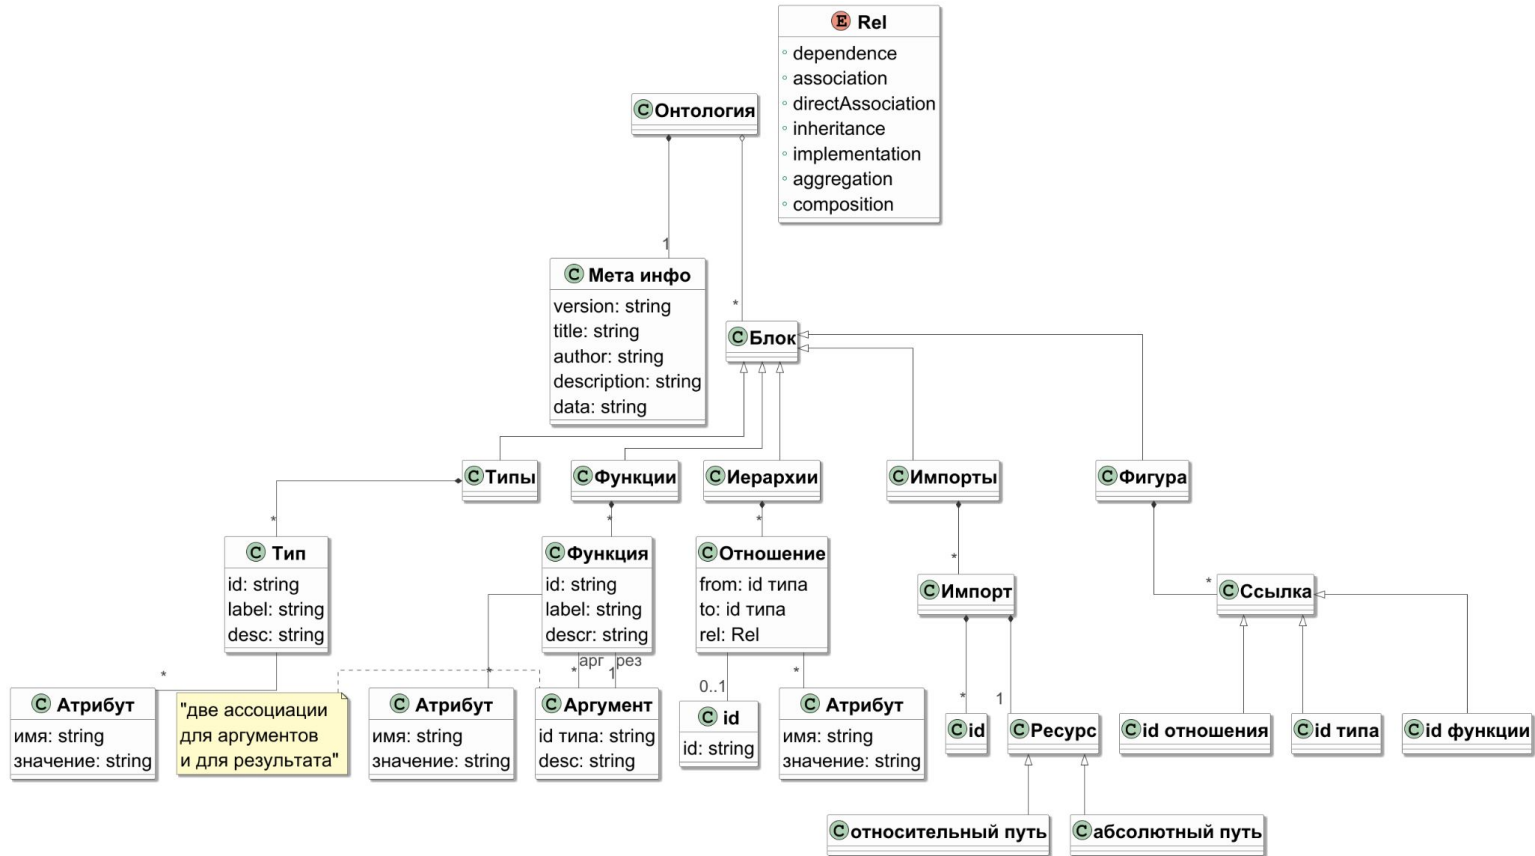 E Rel
dependence
association
directAssociation
inheritance
implementation
aggregation
composition
C Онтология
1
*
C Мета инфо
version: string
title: string
author: string
description: string
data: string
C Блок
C Типы
C Функции
C Иерархии
C Импорты
C Фигура
*
*
*
*
*
C Тип
id: string
label: string
desc: string
C Функция
id: string
label: string
descr: string
C Отношение
from: id типа
to: id типа
rel: Rel
C Импорт
C Ссылка
*
*
* арг
1 рез
0..1
*
*
1
C Атрибут
имя: string
значение: string
"две ассоциации
для аргументов
и для результата"
C Атрибут
имя: string
значение: string
C Аргумент
id типа: string
desc: string
C id
id: string
C Атрибут
имя: string
значение: string
C id
C Ресурс
C id отношения
C id типа
C id функции
C относительный путь
C абсолютный путь